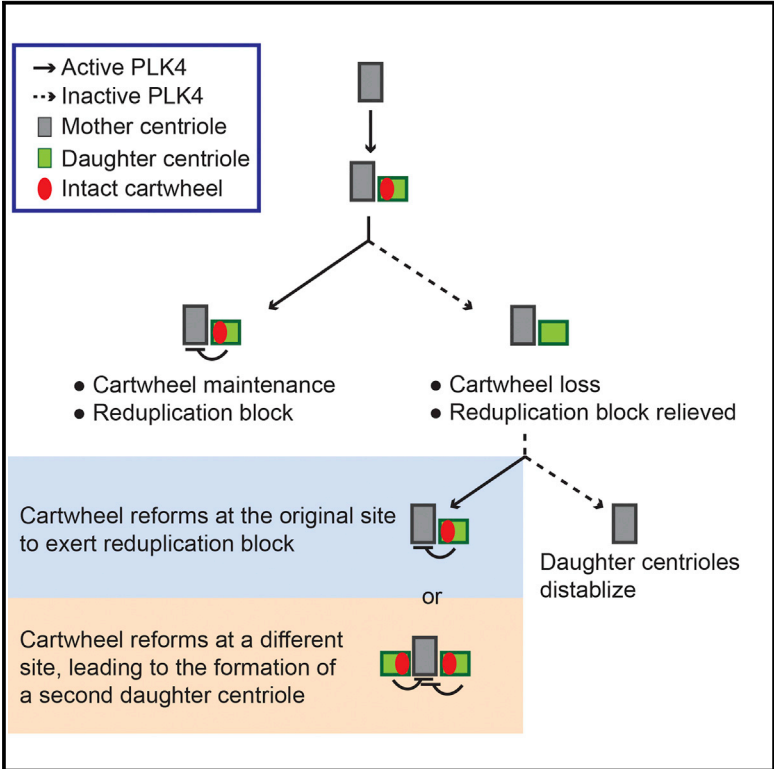 Active PLK4
Inactive PLK4
Mother centriole
Daughter centriole
Intact cartwheel
● Cartwheel maintenance
● Reduplication block
● Cartwheel loss
● Reduplication block relieved
Cartwheel reforms at the original site
to exert reduplication block
Daughter centrioles
distablize
or
Cartwheel reforms at a different
site, leading to the formation of
a second daughter centriole